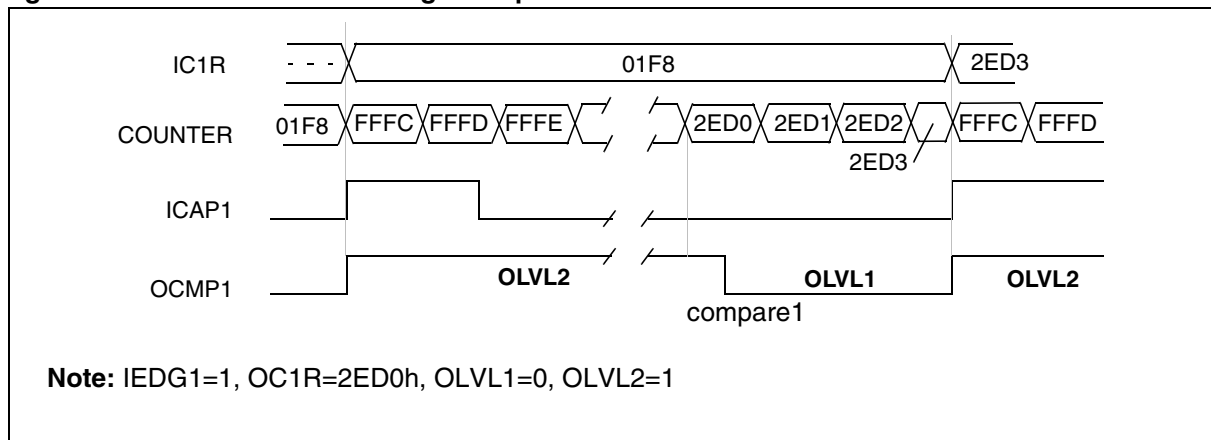 IC1R - - - 01F8 2ED3
COUNTER 01F8 FFFC FFFD FFFE 2ED0 2ED1 2ED2 FFFC FFFD
2ED3
ICAP1
OCMP1 OLVL2 OLVL1 OLVL2
compare1
Note: IEDG1=1, OC1R=2ED0h, OLVL1=0, OLVL2=1